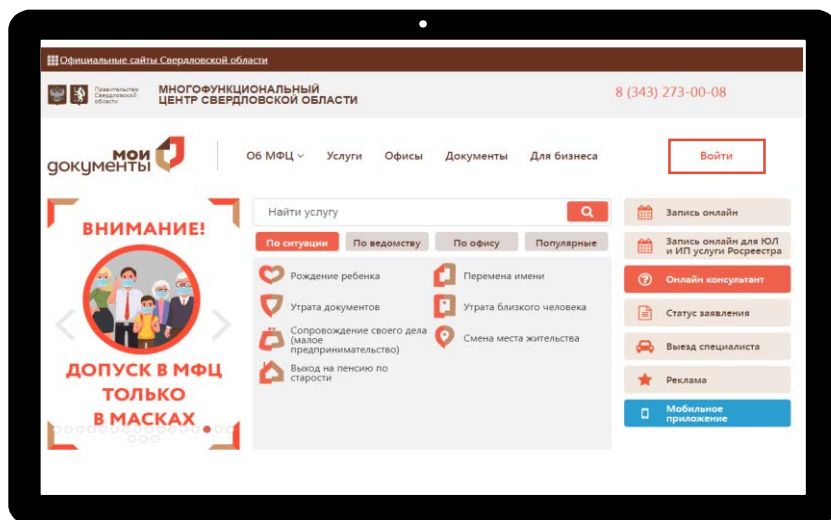 Официальные сайты Свердловской области
Правительство
Свердловской
области
МНОГОФУНКЦИОНАЛЬНЫЙ
ЦЕНТР СВЕРДЛОВСКОЙ ОБЛАСТИ
8 (343) 273-00-08
мои
документы
Об МФЦ
Услуги
Офисы
Документы
Для бизнеса
Войти
ВНИМАНИЕ!
ДОПУСК В МФЦ
ТОЛЬКО
В МАСКАХ
Найти услугу
По ситуации
По ведомству
По офису
Популярные
Рождение ребенка
Перемена имени
Утрата документов
Утрата близкого человека
Сопровождение своего дела
(малое
предпринимательство)
Смена места жительства
Выход на пенсию по
старости
Запись онлайн
Запись онлайн для ЮЛ
и ИП услуги Росреестра
Онлайн консультант
Статус заявления
Выезд специалиста
Реклама
Мобильное
приложение